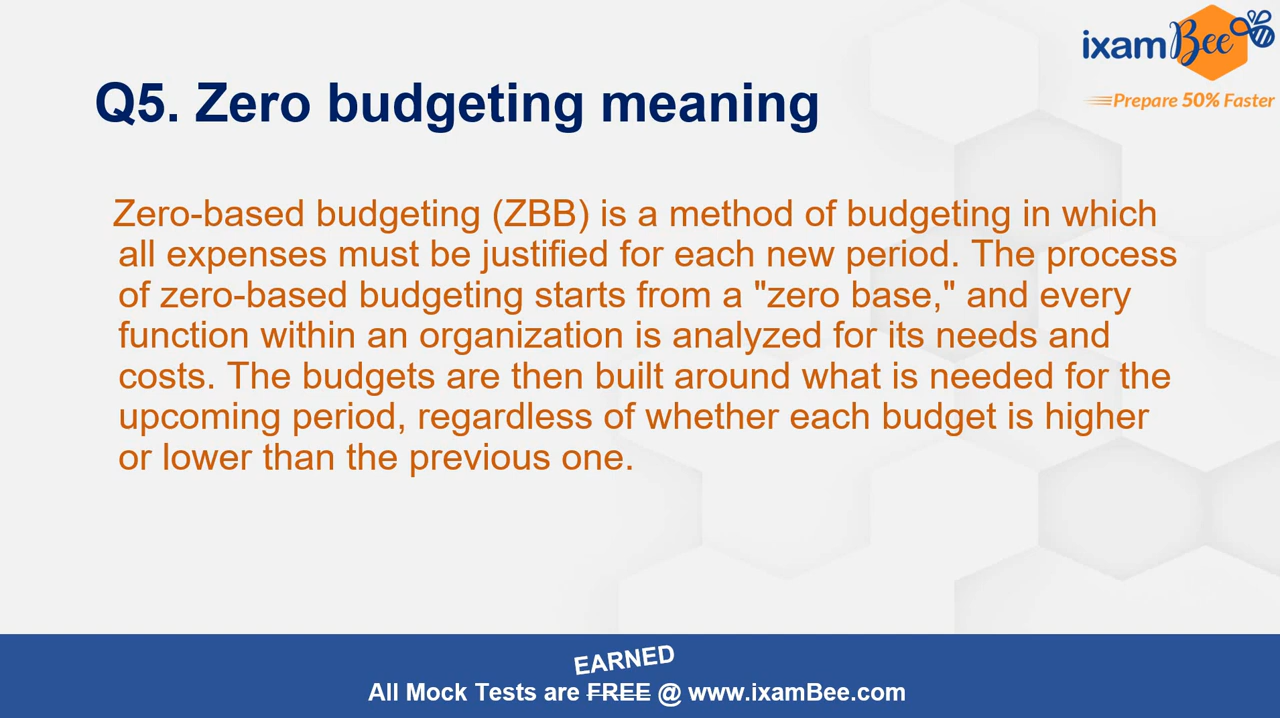 ixamBee
Prepare 50% Faster
Q5. Zero budgeting meaning
Zero-based budgeting (ZBB) is a method of budgeting in which
all expenses must be justified for each new period. The process
of zero-based budgeting starts from a "zero base," and every
function within an organization is analyzed for its needs and
costs. The budgets are then built around what is needed for the
upcoming period, regardless of whether each budget is higher
or lower than the previous one.
EARNED
All Mock Tests are FREE @ www.ixamBee.com